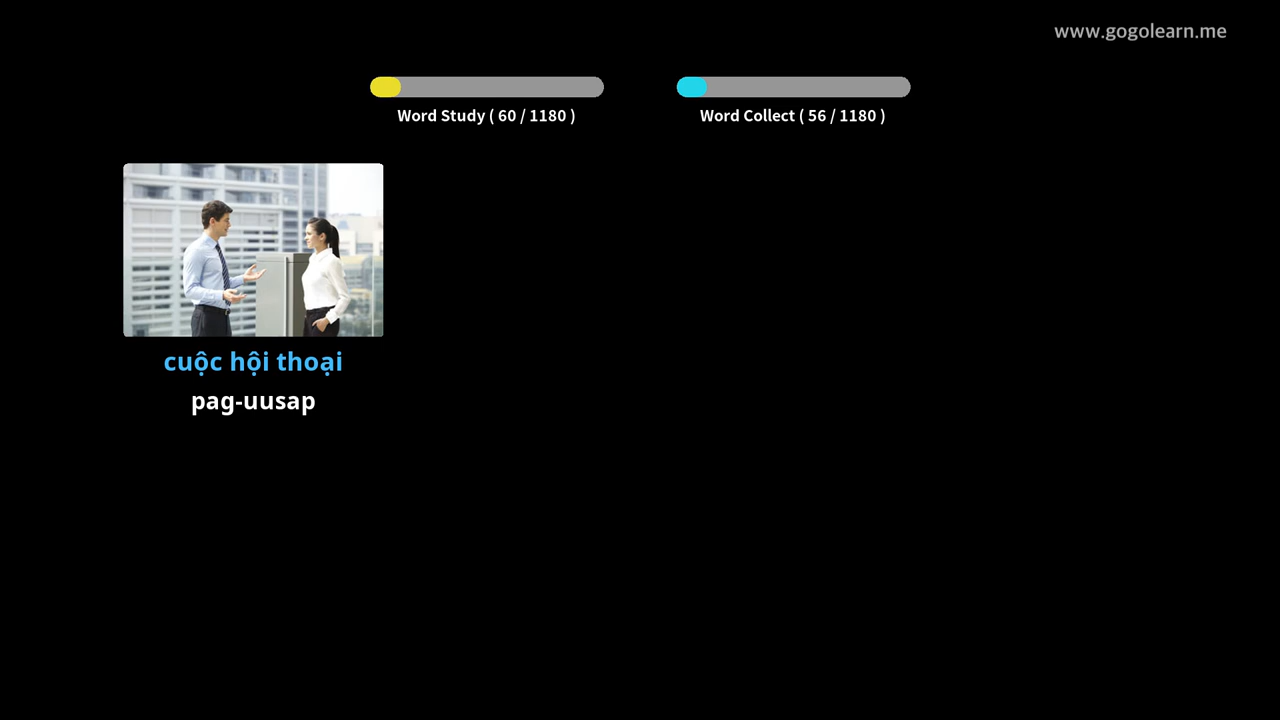 www.gogolearn.me
Word Study ( 60 / 1180 )
Word Collect ( 56 / 1180 )
cuộc hội thoại
pag-uusap